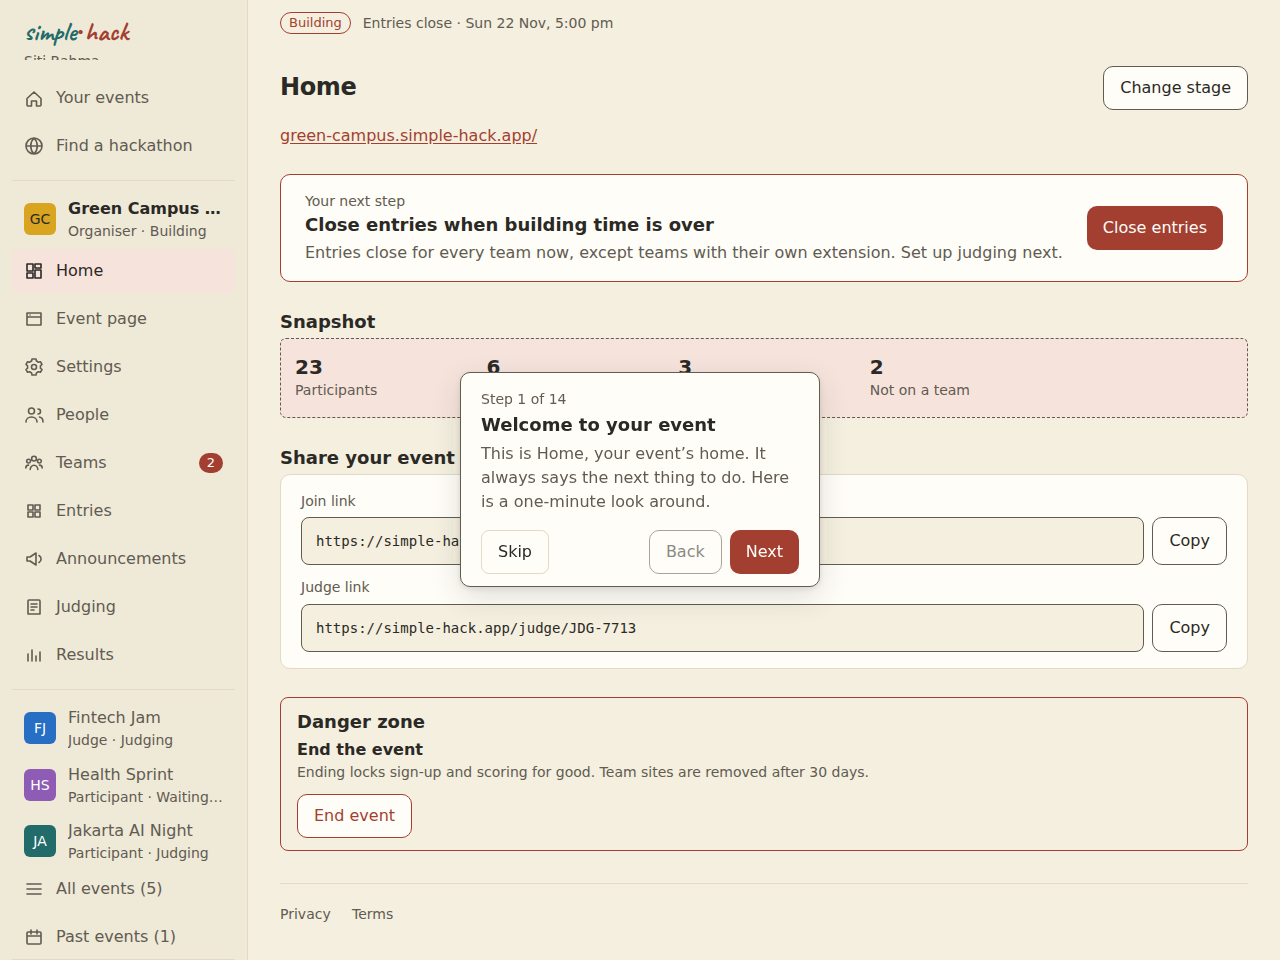 simple·hack
Siti Rahma
Your events
Find a hackathon
GC
Green Campus ...
Organiser · Building
Home
Event page
Settings
People
Teams
2
Entries
Announcements
Judging
Results
FJ
Fintech Jam
Judge · Judging
HS
Health Sprint
Participant · Waiting...
JA
Jakarta AI Night
Participant · Judging
All events (5)
Past events (1)
Building
Entries close · Sun 22 Nov, 5:00 pm
Home
Change stage
green-campus.simple-hack.app/
Your next step
Close entries when building time is over
Entries close for every team now, except teams with their own extension. Set up judging next.
Close entries
Snapshot
23
Participants
6
3
2
Not on a team
Step 1 of 14
Welcome to your event
This is Home, your event’s home. It
always says the next thing to do. Here
is a one-minute look around.
Skip
Back
Next
Share your event
Join link
https://simple-ha
Copy
Judge link
https://simple-hack.app/judge/JDG-7713
Copy
Danger zone
End the event
Ending locks sign-up and scoring for good. Team sites are removed after 30 days.
End event
Privacy
Terms